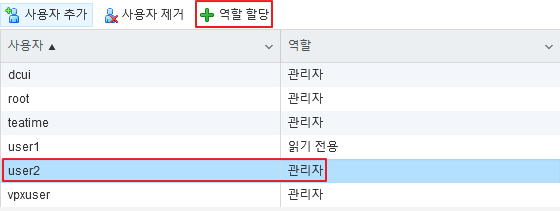 사용자 추가 사용자 제거 역할 할당
사용자 ▲ 역할
dcui 관리자
root 관리자
teatime 관리자
user1 읽기 전용
user2 관리자
vpxuser 관리자